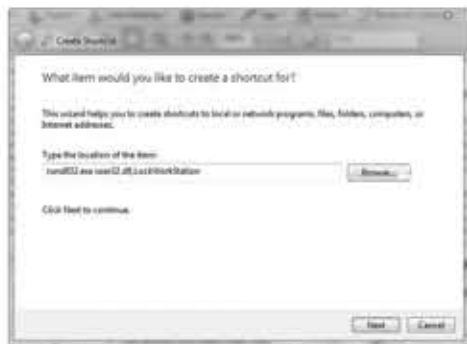 Create Shortcut
What item would you like to create a shortcut for?
This wizard helps you to create shortcuts to local or network programs, files, folders, computers, or
Internet addresses.
Type the location of the item:
rundll32.exe user32.dll,LockWorkStation
Browse...
Click Next to continue.
Next
Cancel